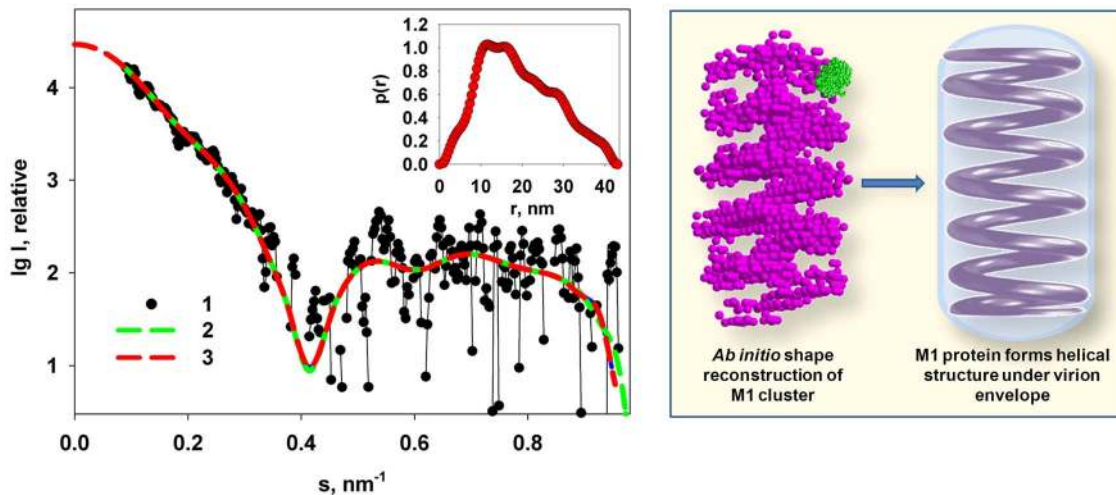 lg I, relative
4
3
2
1
0.0 0.2 0.4 0.6 0.8
s, nm-1
1
2
3
p(r)
1.2
1.0
0.8
0.6
0.4
0.2
0.0
0 10 20 30 40
r, nm
Ab initio shape
reconstruction of
M1 cluster
M1 protein forms helical
structure under virion
envelope